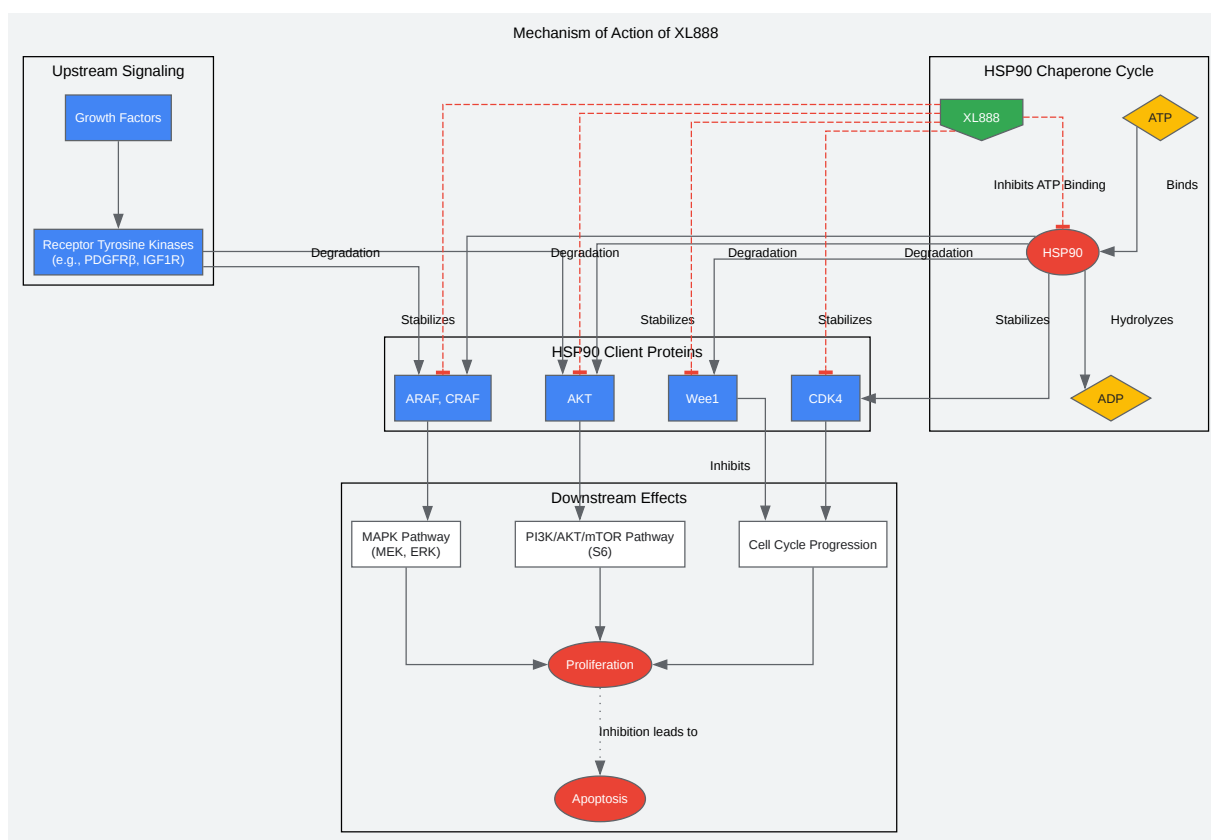 Mechanism of Action of XL888
Upstream Signaling
HSP90 Chaperone Cycle
Growth Factors
XL888
ATP
Inhibits ATP Binding
Binds
Receptor Tyrosine Kinases
(e.g., PDGFRβ, IGF1R)
Degradation
Degradation
Degradation
Degradation
HSP90
Stabilizes
Stabilizes
Stabilizes
Stabilizes
Hydrolyzes
HSP90 Client Proteins
ARAF, CRAF
AKT
Wee1
CDK4
ADP
Inhibits
Downstream Effects
MAPK Pathway
(MEK, ERK)
PI3K/AKT/mTOR Pathway
(S6)
Cell Cycle Progression
Proliferation
Inhibition leads to
Apoptosis